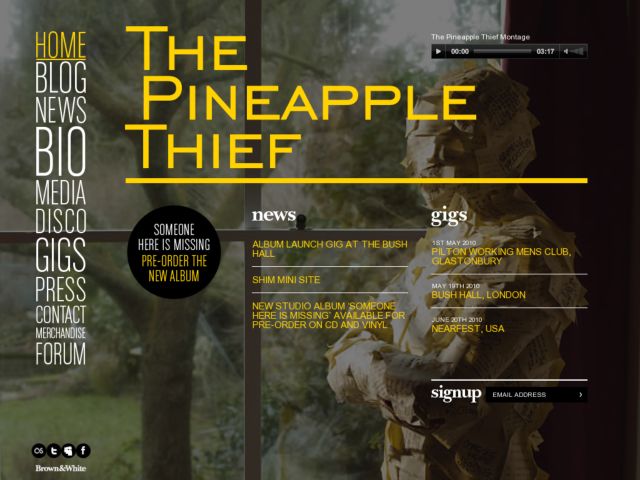 HOME
BLOG
NEWS
BIO
MEDIA
DISCO
GIGS
PRESS
CONTACT
MERCHANDISE
FORUM
THE
PINEAPPLE
THIEF
The Pineapple Thief Montage
00:00 03:17
SOMEONE
HERE IS MISSING
PRE-ORDER THE
NEW ALBUM
news
ALBUM LAUNCH GIG AT THE BUSH
HALL
SHIM MINI SITE
NEW STUDIO ALBUM 'SOMEONE
HERE IS MISSING' AVAILABLE FOR
PRE-ORDER ON CD AND VINYL
gigs
1ST MAY 2010
PILTON WORKING MENS CLUB,
GLASTONBURY
MAY 19TH 2010
BUSH HALL, LONDON
JUNE 20TH 2010
NEARFEST, USA
signup EMAIL ADDRESS
Brown&White